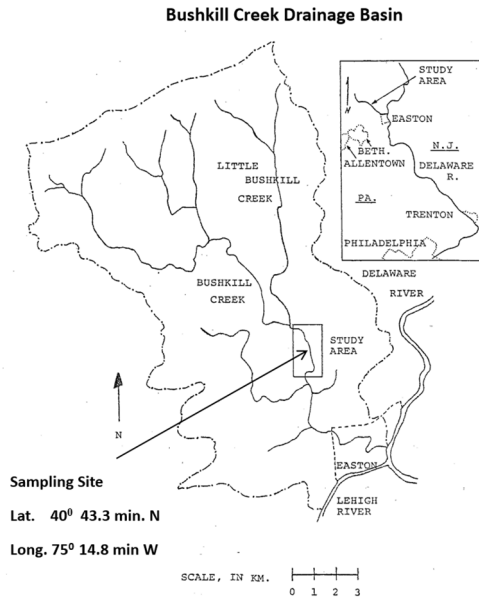 Bushkill Creek Drainage Basin
STUDY
AREA
N
EASTON
N.J.
BETH.
ALLENTOWN
DELAWARE
R.
PA.
TRENTON
PHILADELPHIA
LITTLE
BUSHKILL
CREEK
BUSHKILL
CREEK
DELAWARE
RIVER
STUDY
AREA
N
EASTON
LEHIGH
RIVER
Sampling Site
Lat. 40⁰ 43.3 min. N
Long. 75⁰ 14.8 min W
SCALE, IN KM.
0 1 2 3